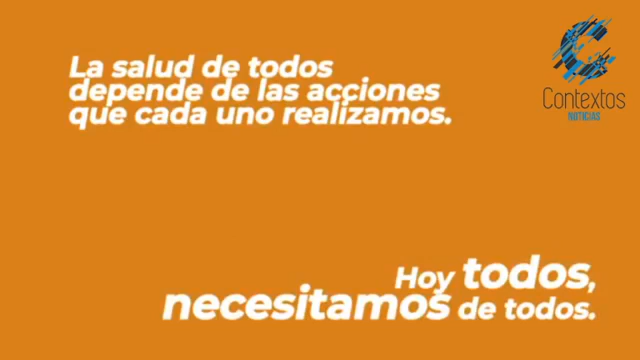 La salud de todos
depende de las acciones
que cada uno realizamos.
Contextos
NOTICIAS
Hoy todos,
necesitamos de todos.